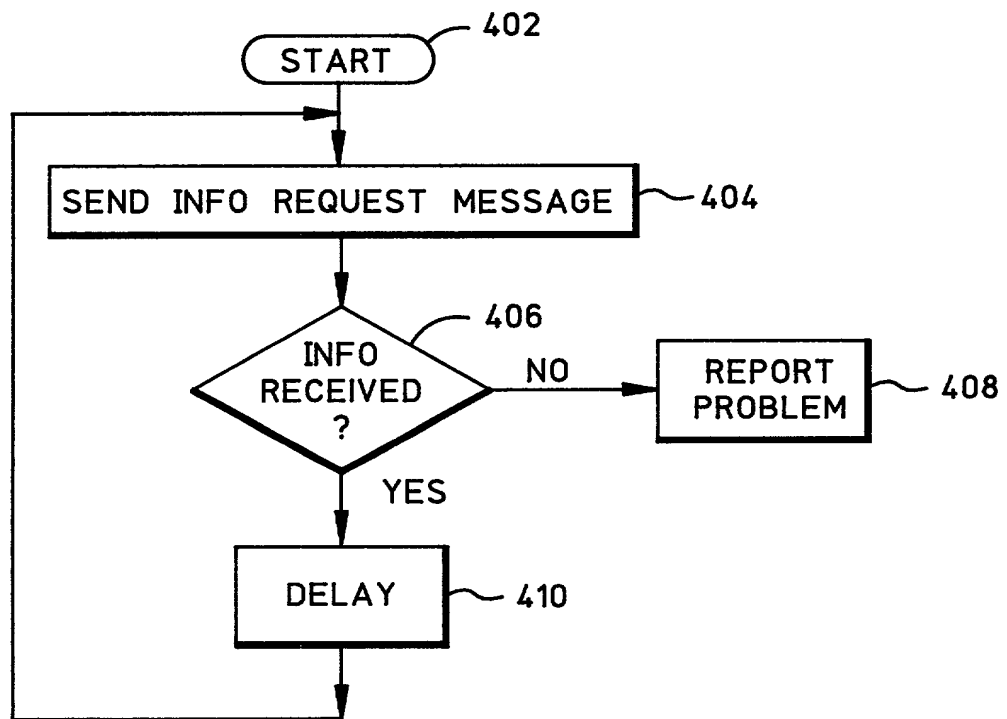 402
START
SEND INFO REQUEST MESSAGE
404
406
INFO
RECEIVED
?
NO
REPORT
PROBLEM
408
YES
DELAY
410